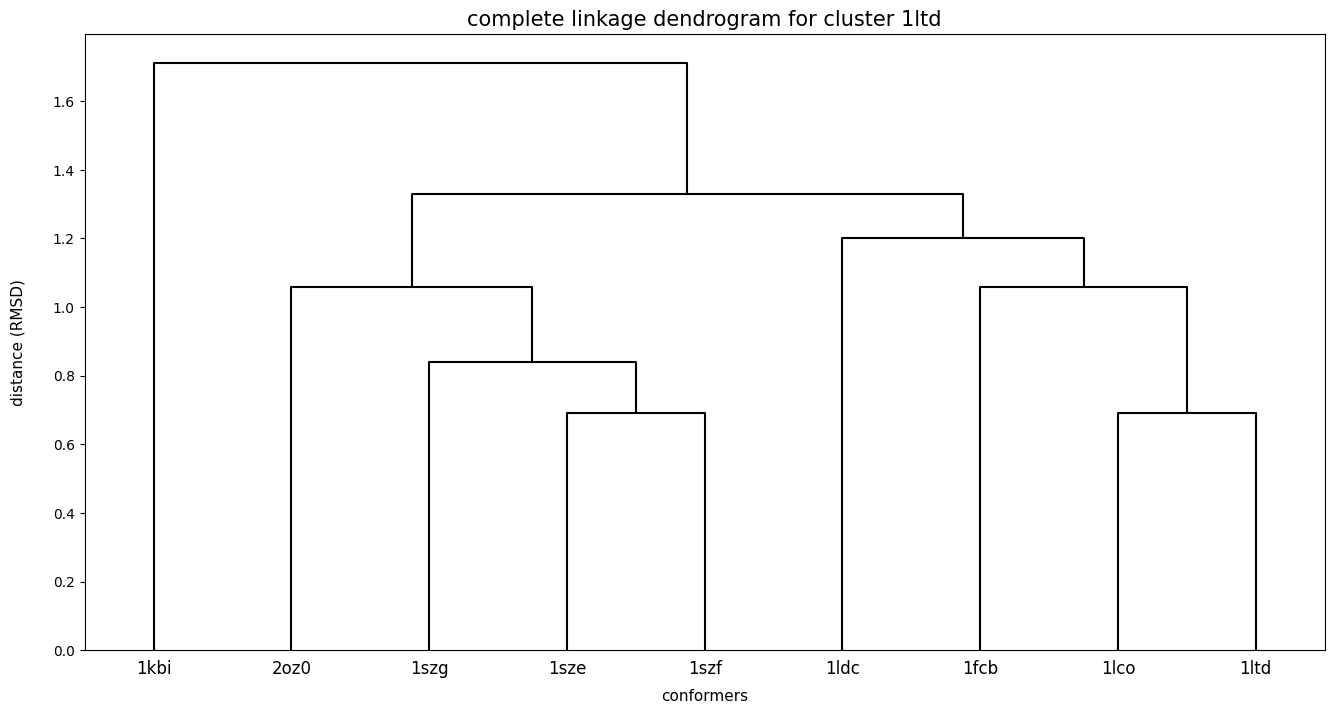 complete linkage dendrogram for cluster 1ltd
distance (RMSD)
1.6
1.4
1.2
1.0
0.8
0.6
0.4
0.2
0.0
1kbi 2oz0 1szg 1sze 1szf 1ldc 1fcb 1lco 1ltd
conformers